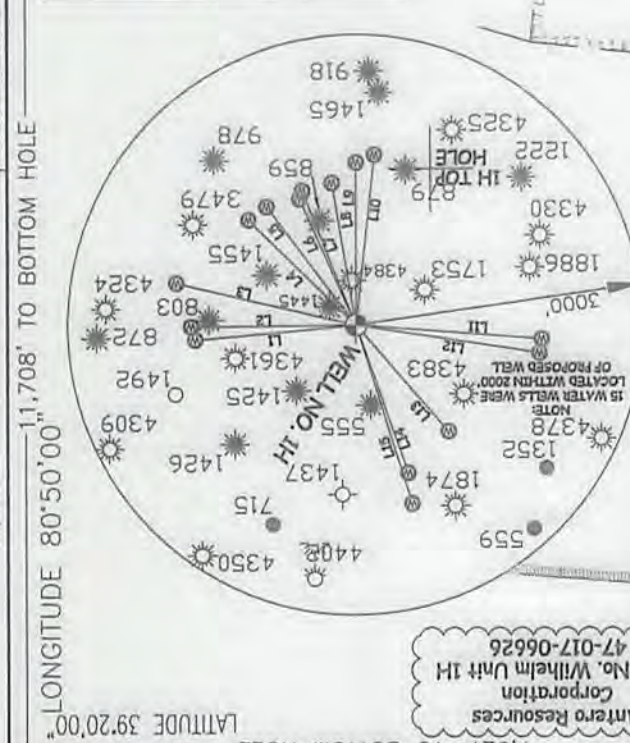 LATITUDE 39°20'00"
Antero Resources
Corporation
No. Wilhelm Unit 1H
47-017-06626
LONGITUDE 80°50'00"
11,708' TO BOTTOM HOLE
4350
559
715
1874
1437
1352
1426
4309
4378
NOTE:
15 WATER WELLS WERE
LOCATED WITHIN 2000'
OF PROPOSED WELL
555
1425
1492
4383
4361
WELL NO. 1H
L15
L14
L13
L12
L11
L1
L2
L3
L4
L5
L6
L7
L8
L9
L10
872
803
4324
3000'
1445
1753
4384
1455
1886
4330
3479
879
859
978
1222
1H TOP
HOLE
4325
1465
918